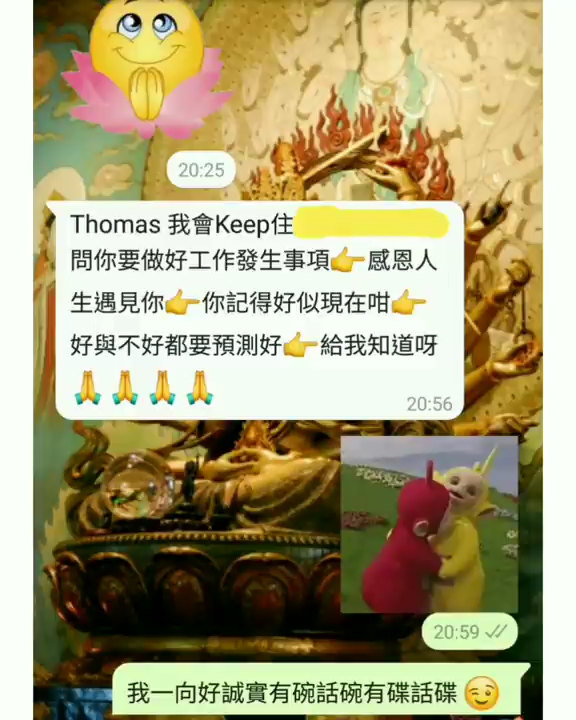 20:25
Thomas 我會Keep住
問你要做好工作發生事項👉感恩人
生遇見你👉你記得好似現在咁👉
好與不好都要預測好👉給我知道呀
🙏🙏🙏🙏
20:56
20:59
我一向好誠實有碗話碗有碟話碟😉